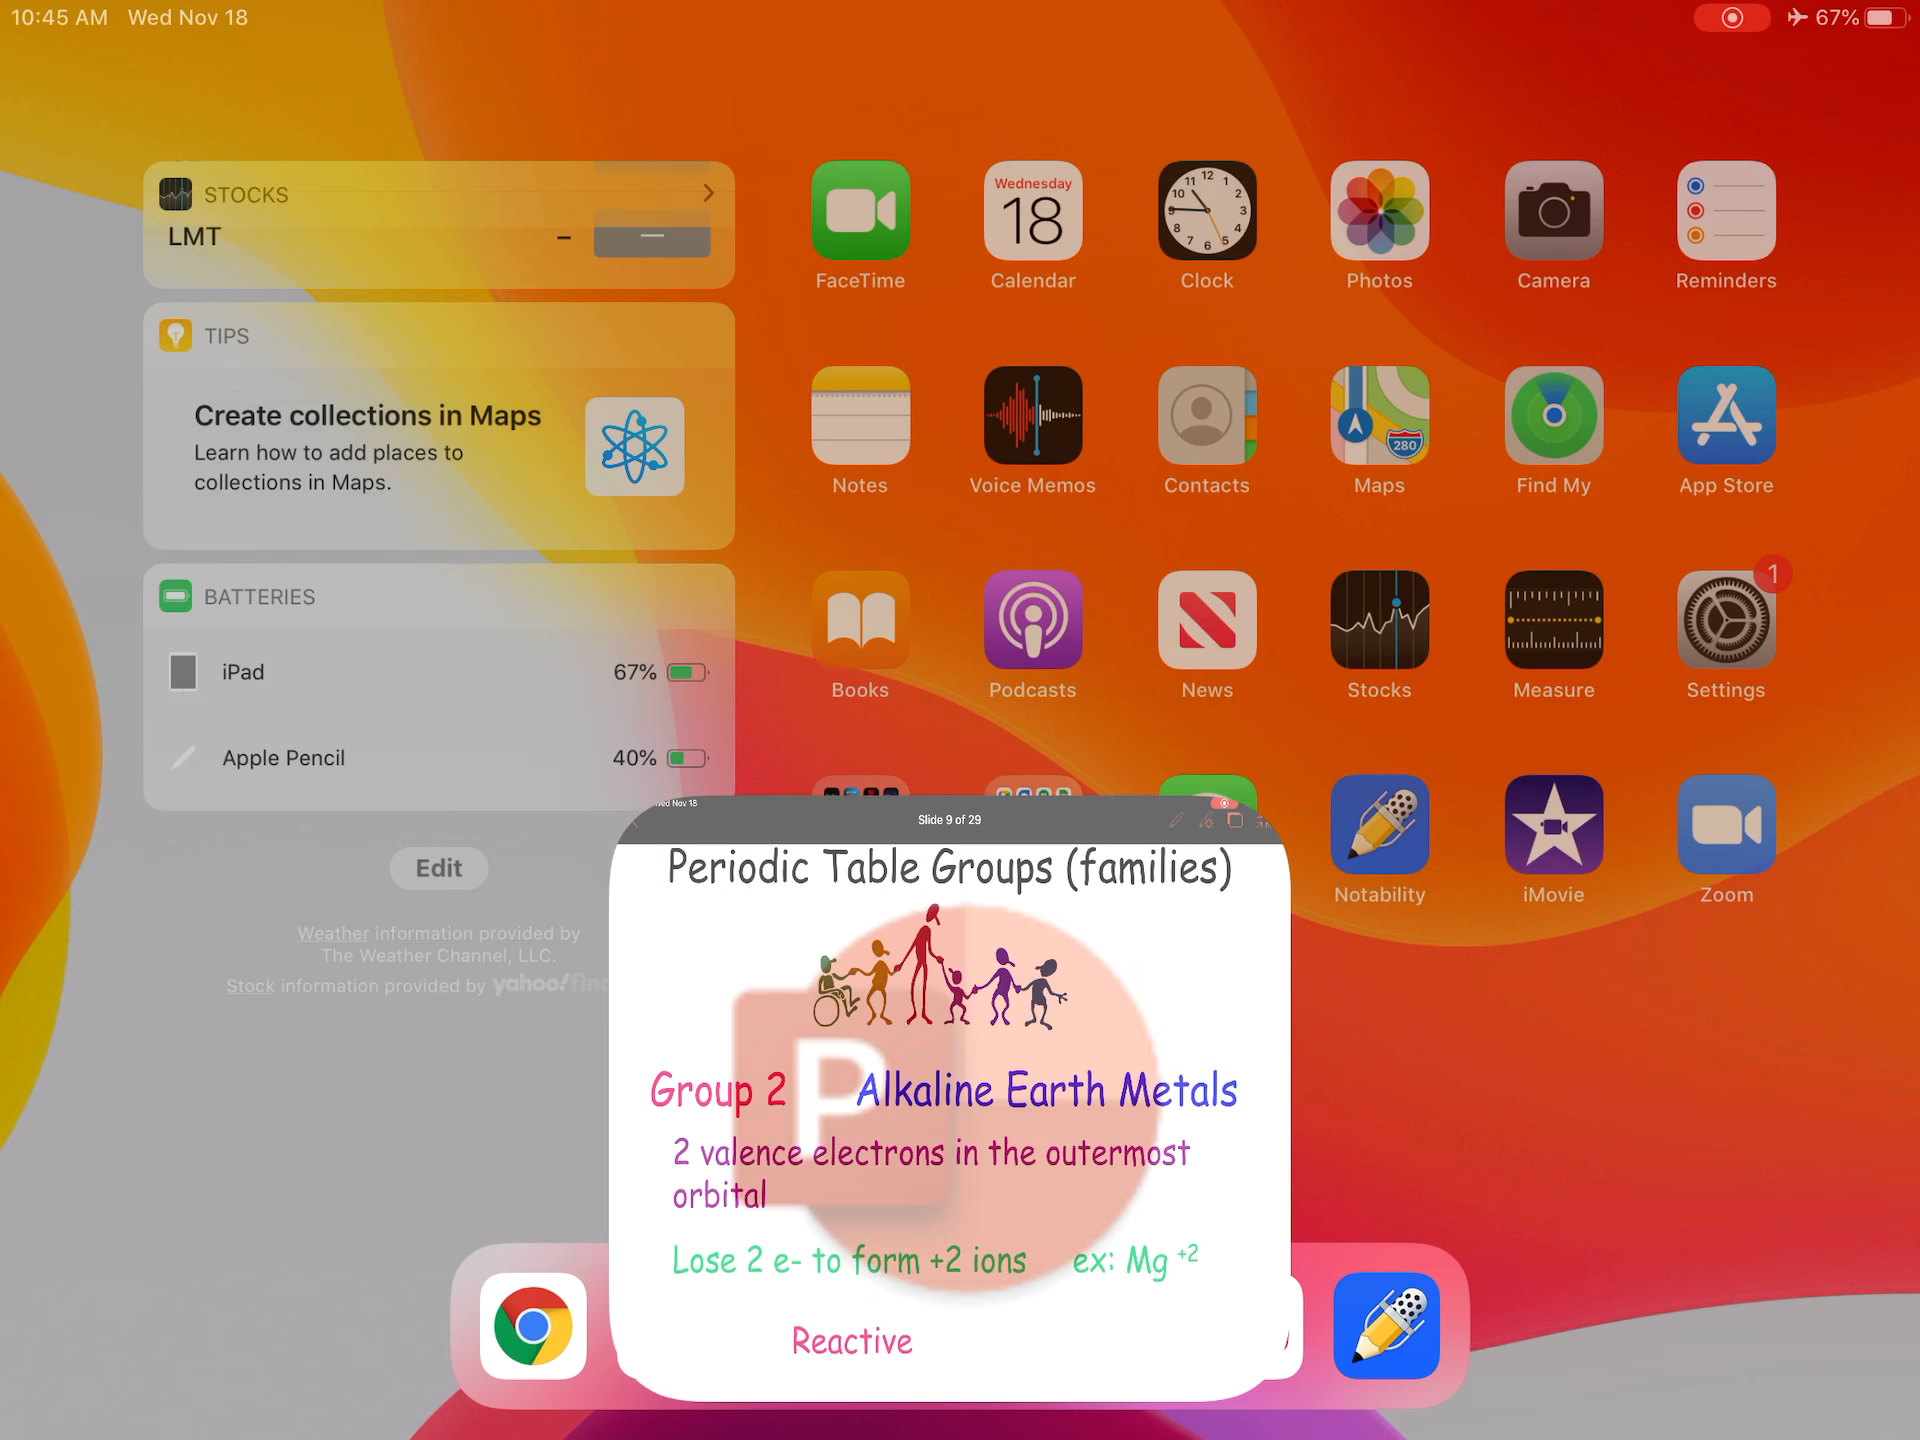 10:45 AM Wed Nov 18
67%
STOCKS
LMT
TIPS
Create collections in Maps
Learn how to add places to
collections in Maps.
BATTERIES
iPad 67%
Apple Pencil 40%
Edit
Weather information provided by
The Weather Channel, LLC.
Stock information provided by yahoo!
Wednesday
18
280
1
FaceTime Calendar Clock Photos Camera Reminders
Notes Voice Memos Contacts Maps Find My App Store
Books Podcasts News Stocks Measure Settings
Notability iMovie Zoom
Nov 18
Slide 9 of 29
Periodic Table Groups (families)
P
Group 2 Alkaline Earth Metals
2 valence electrons in the outermost
orbital
Lose 2 e- to form +2 ions ex: Mg +2
Reactive